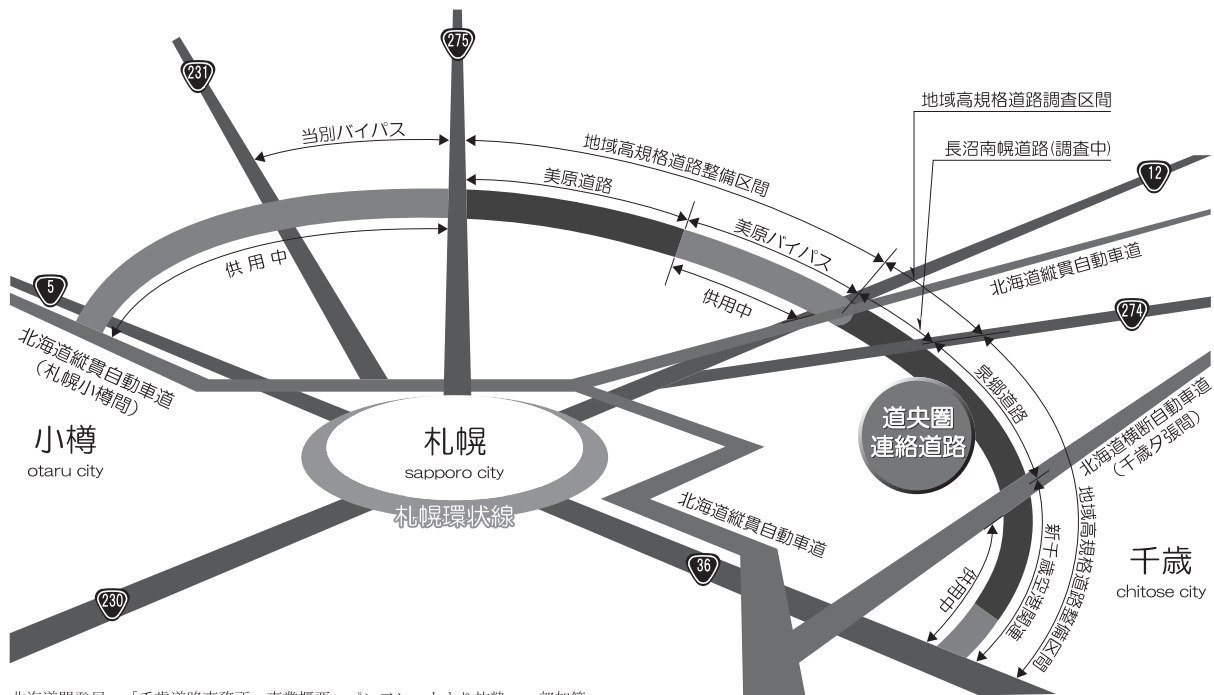 275
231
当別バイパス
地域高規格道路整備区間
地域高規格道路調査区間
長沼南幌道路(調査中)
12
美原道路
美原バイパス
供用中
供用中
北海道縦貫自動車道
5
274
北海道縦貫自動車道
(札幌小樽間)
泉郷道路
道央圏
連絡道路
北海道横断自動車道
(千歳夕張間)
小樽
otaru city
札幌
sapporo city
札幌環状線
北海道縦貫自動車道
地域高規格道路整備区間
新千歳空港関連
供用中
千歳
chitose city
36
230